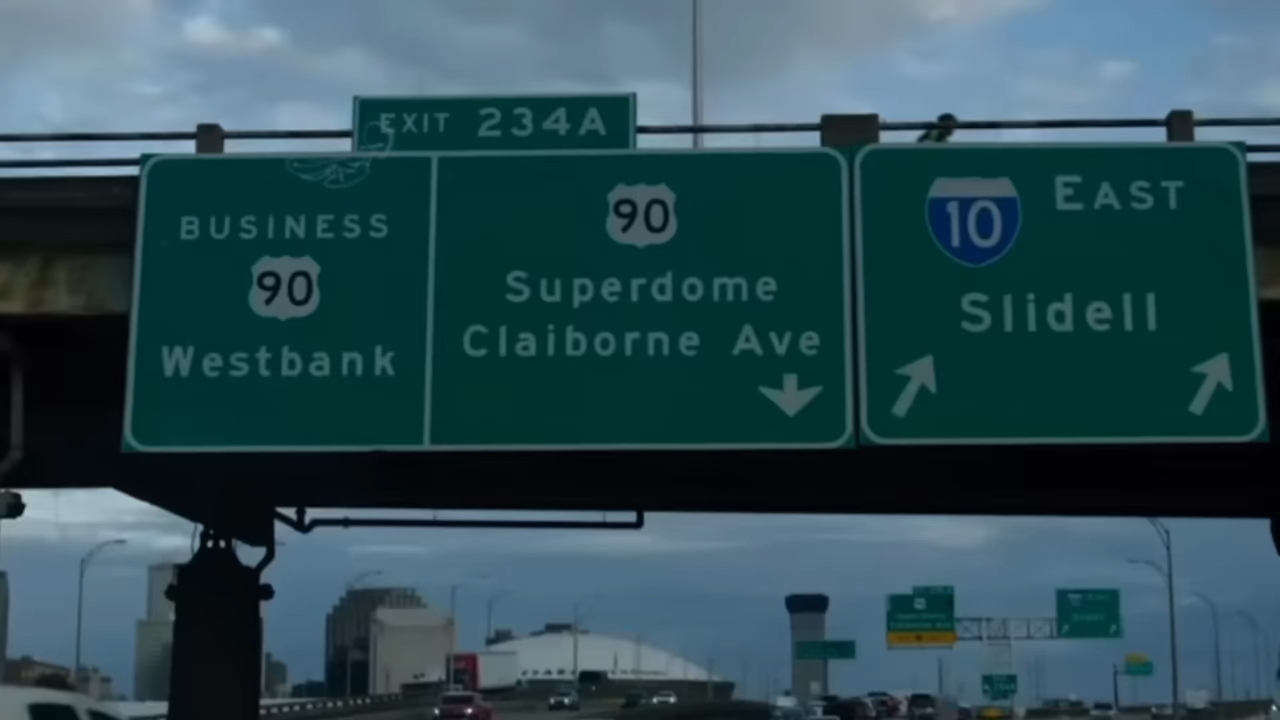 EXIT 234A
BUSINESS
90
Westbank
90
Superdome
Claiborne Ave
10 EAST
Slidell